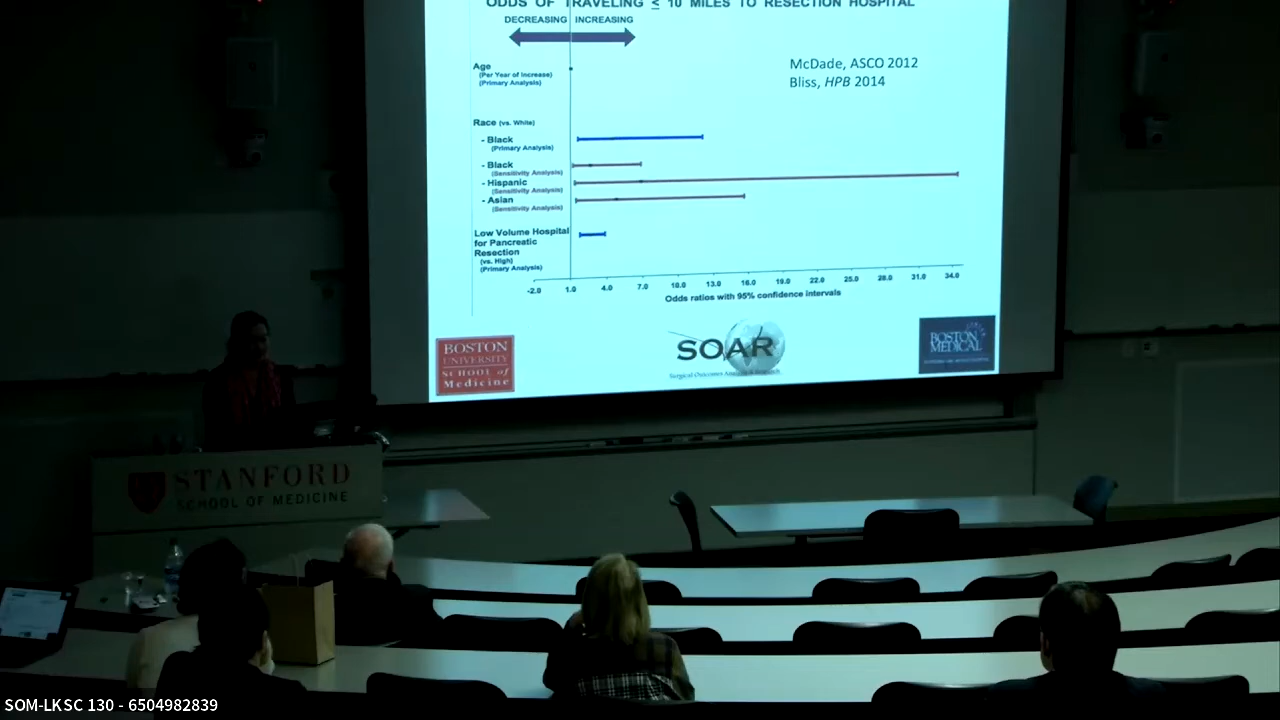 ODDS OF TRAVELING ≤ 10 MILES TO RESECTION HOSPITAL
DECREASING INCREASING
Age
(Per Year of Increase)
(Primary Analysis)
McDade, ASCO 2012
Bliss, HPB 2014
Race (vs. White)
- Black
(Primary Analysis)
- Black
(Sensitivity Analysis)
- Hispanic
(Sensitivity Analysis)
- Asian
(Sensitivity Analysis)
Low Volume Hospital
for Pancreatic
Resection
(vs. High)
(Primary Analysis)
-2.0 1.0 4.0 7.0 10.0 13.0 16.0 19.0 22.0 25.0 28.0 31.0 34.0
Odds ratios with 95% confidence intervals
BOSTON
UNIVERSITY
SCHOOL of
Medicine
SOAR
Surgical Outcomes Analysis & Research
BOSTON
MEDICAL
STANFORD
SCHOOL OF MEDICINE
SOM-LKSC 130 - 6504982839